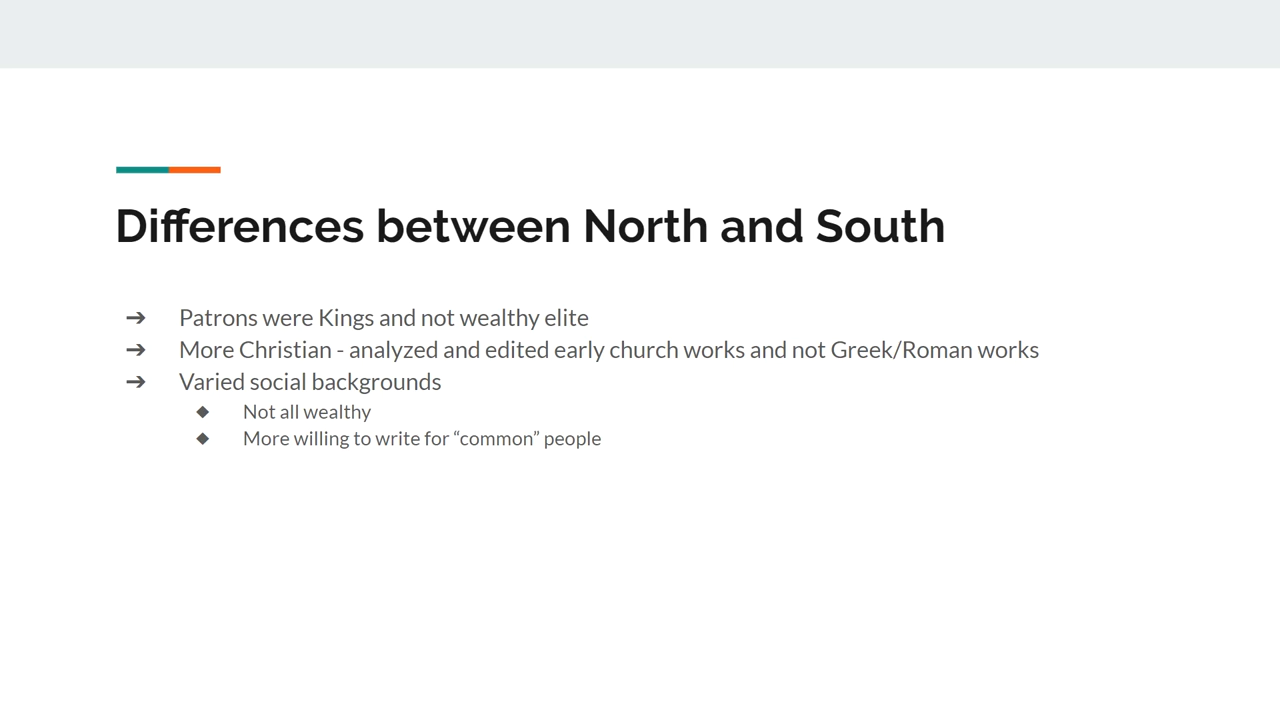 Differences between North and South
➔ Patrons were Kings and not wealthy elite
➔ More Christian - analyzed and edited early church works and not Greek/Roman works
➔ Varied social backgrounds
◆ Not all wealthy
◆ More willing to write for “common” people